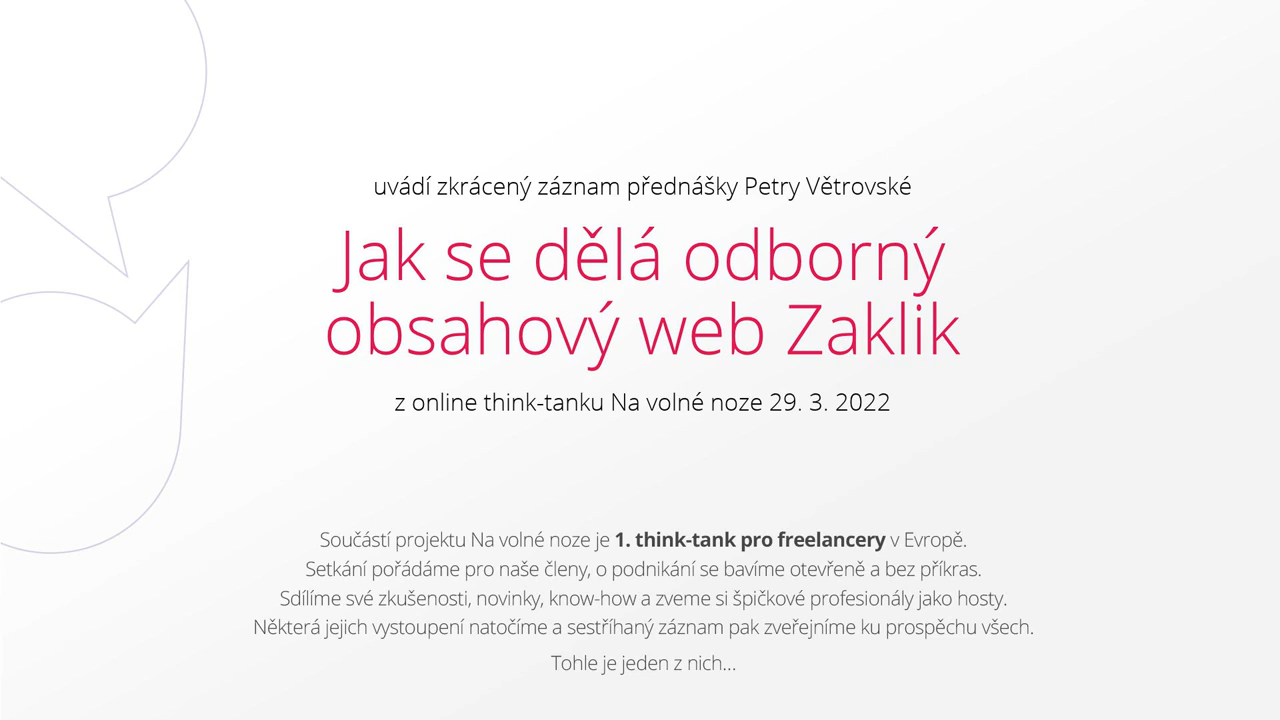 uvádí zkrácený záznam přednášky Petry Větrovské
Jak se dělá odborný
obsahový web Zaklik
z online think-tanku Na volné noze 29. 3. 2022
Součástí projektu Na volné noze je 1. think-tank pro freelancery v Evropě.
Setkání pořádáme pro naše členy, o podnikání se bavíme otevřeně a bez příkras.
Sdílíme své zkušenosti, novinky, know-how a zveme si špičkové profesionály jako hosty.
Některá jejich vystoupení natočíme a sestříhaný záznam pak zveřejníme ku prospěchu všech.
Tohle je jeden z nich...